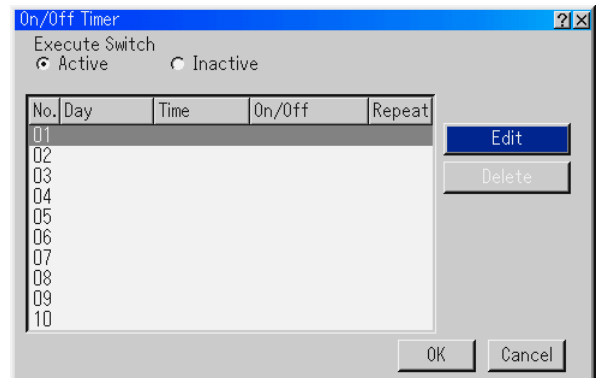 On/Off Timer ? ×
Execute Switch
Active Inactive
No. Day Time On/Off Repeat
01
Edit
02
03
Delete
04
05
06
07
08
09
10
OK Cancel